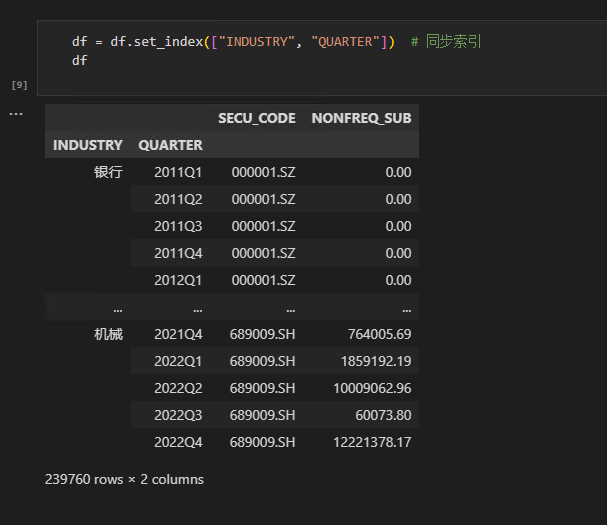 df = df.set_index(["INDUSTRY", "QUARTER"])  # 同步索引
df
[9]
...
SECU_CODE NONFREQ_SUB
INDUSTRY QUARTER
银行 2011Q1 000001.SZ 0.00
2011Q2 000001.SZ 0.00
2011Q3 000001.SZ 0.00
2011Q4 000001.SZ 0.00
2012Q1 000001.SZ 0.00
... ... ... ...
机械 2021Q4 689009.SH 764005.69
2022Q1 689009.SH 1859192.19
2022Q2 689009.SH 10009062.96
2022Q3 689009.SH 60073.80
2022Q4 689009.SH 12221378.17
239760 rows × 2 columns